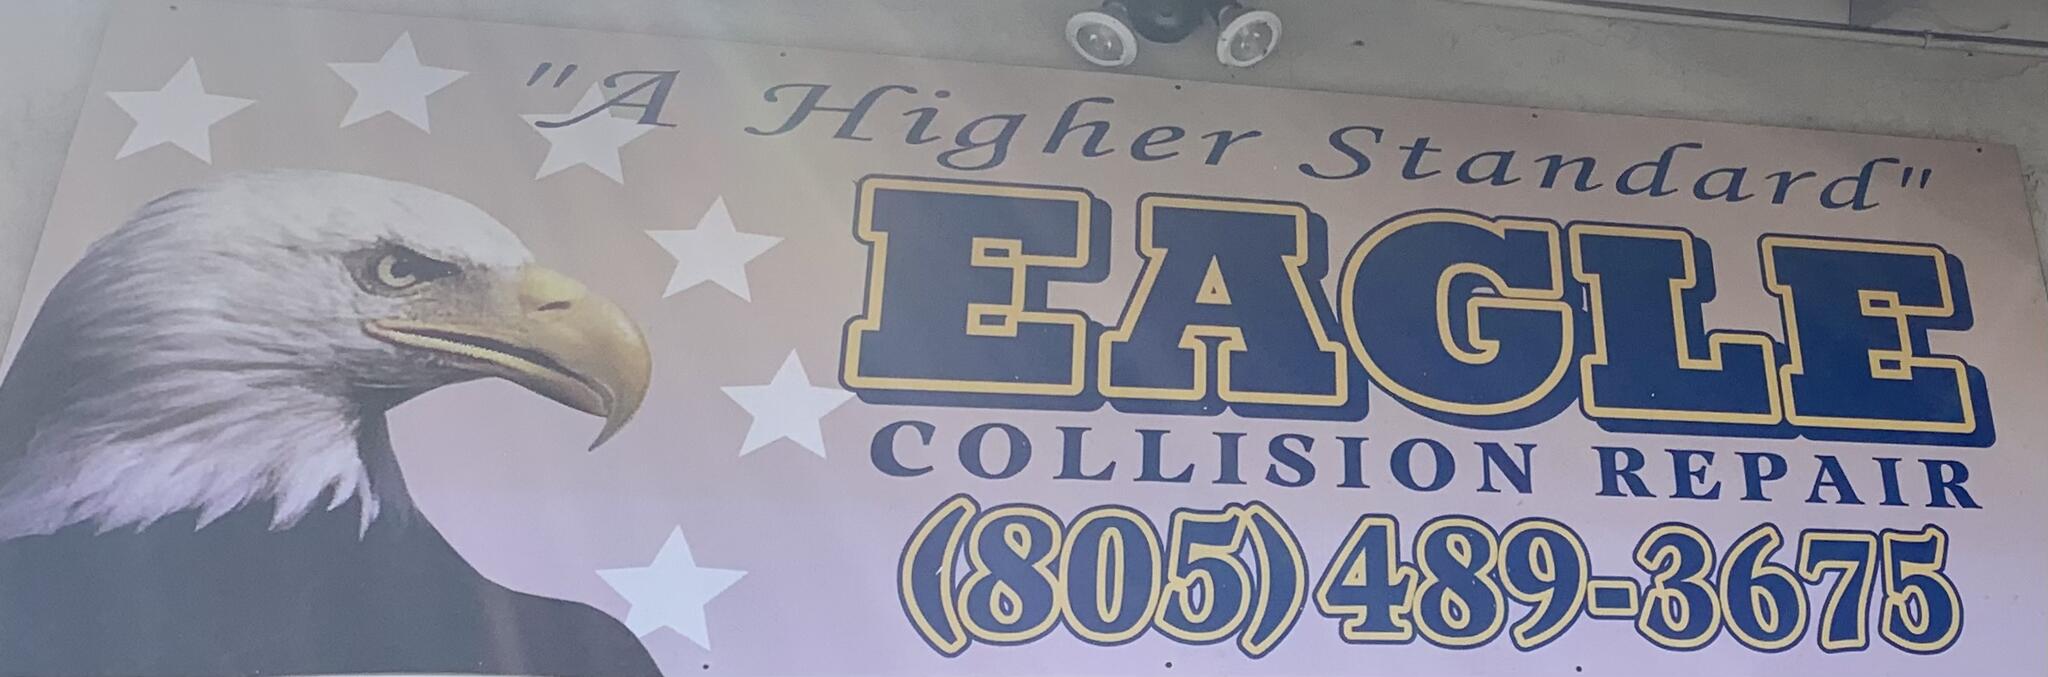 "A Higher Standard"
EAGLE
COLLISION REPAIR
(805) 489-3675